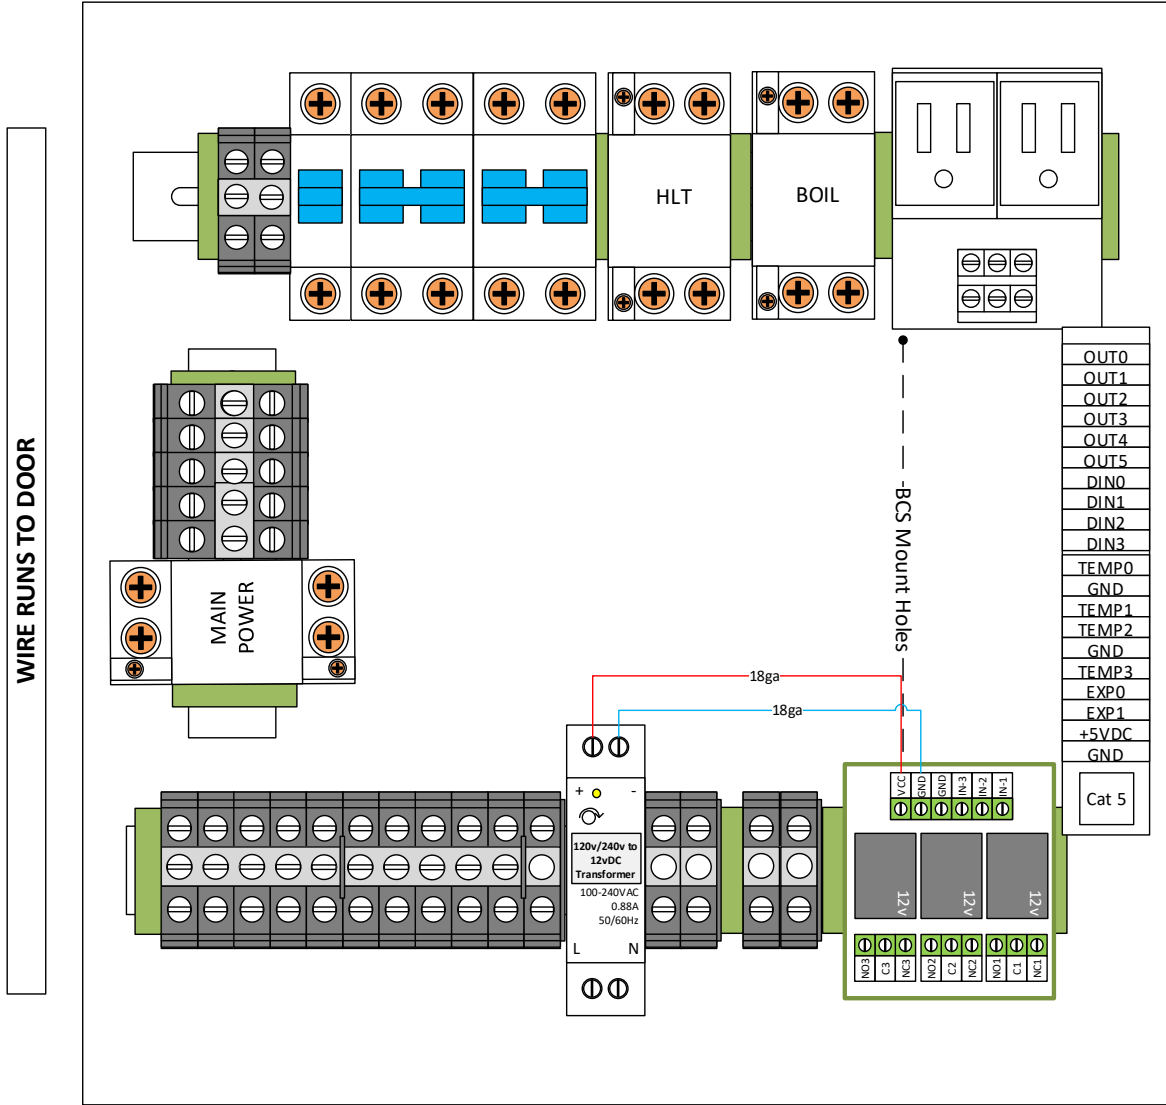 HLT
BOIL
WIRE RUNS TO DOOR
MAIN
POWER
BCS Mount Holes
OUT0
OUT1
OUT2
OUT3
OUT4
OUT5
DIN0
DIN1
DIN2
DIN3
TEMP0
GND
TEMP1
TEMP2
GND
TEMP3
EXP0
EXP1
+5VDC
GND
Cat 5
18ga
18ga
+ -
120v/240v to
12vDC
Transformer
100-240VAC
0.88A
50/60Hz
L N
VCC
GND
GND
IN-3
IN-2
IN-1
12v
12v
12v
NO3
C3
NC3
NO2
C2
NC2
NO1
C1
NC1